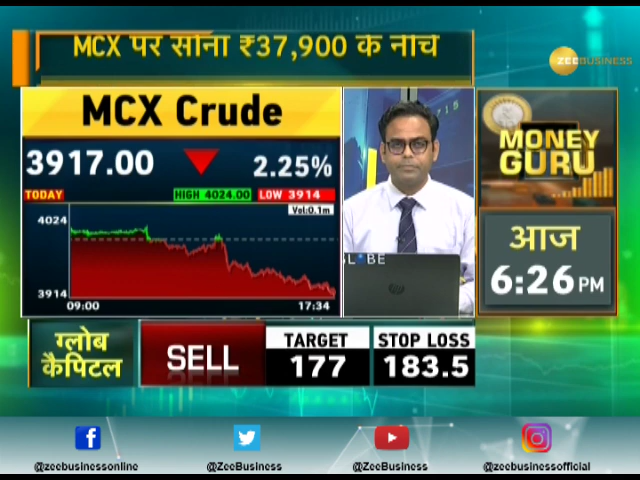 MCX पर सोना ₹37,900 के नीचे
ZEEBUSINESS
MCX Crude
3917.00 2.25%
TODAY HIGH 4024.00 LOW 3914
Vol:0.1m
4024
3914
09:00 17:34
715
GLOBE
MONEY
GURU
आज
6:26 PM
ग्लोब
कैपिटल
SELL
TARGET
177
STOP LOSS
183.5
@zeebusinessonline
@ZeeBusiness
@ZeeBusiness
@zeebusinessofficial